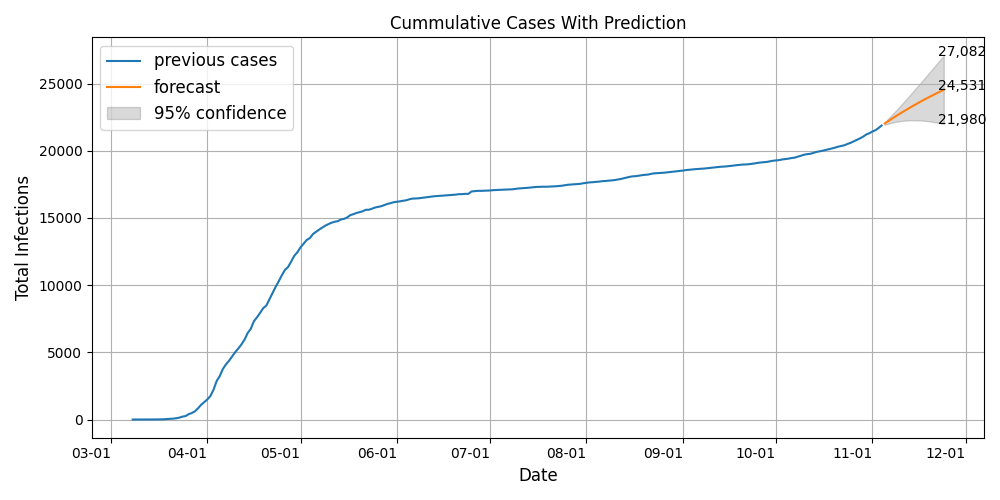 Cummulative Cases With Prediction
previous cases
forecast
95% confidence
27,082
24,531
21,980
Total Infections
25000
20000
15000
10000
5000
0
03-01 04-01 05-01 06-01 07-01 08-01 09-01 10-01 11-01 12-01
Date